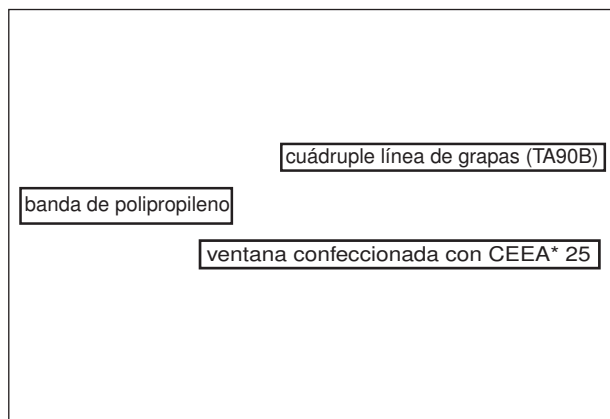 cuádruple línea de grapas (TA90B)
banda de polipropileno
ventana confeccionada con CEEA* 25